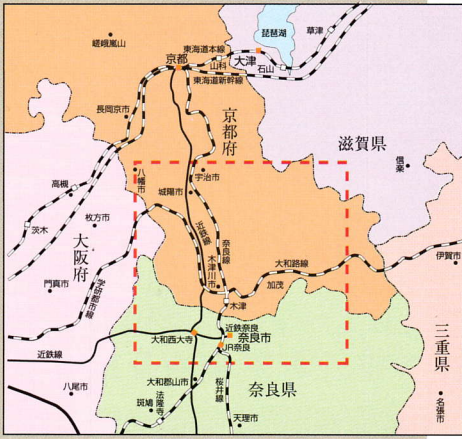 嵯峨嵐山
京都
東海道本線
山科
大津
石山
東海道新幹線
琵琶湖
草津
長岡京市
京都府
滋賀県
信楽
高槻
八幡市
宇治市
城陽市
茨木
枚方市
大阪府
近鉄線
奈良線
木津川市
大和路線
加茂
伊賀市
門真市
学研都市線
木津
近鉄奈良
奈良市
大和西大寺
JR奈良
近鉄線
三重県
八尾市
大和郡山市
奈良県
斑鳩
法隆寺
桜井線
天理市
名張市